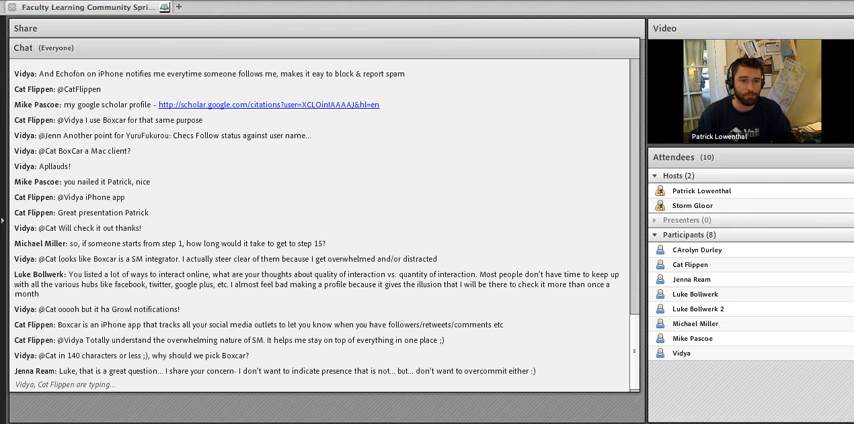 Faculty Learning Community Spri...
+
Share
Chat (Everyone)
Vidya: And Echofon on iPhone notifies me everytime someone follows me, makes it eay to block & report spam
Cat Flippen: @CatFlippen
Mike Pascoe: my google scholar profile - http://scholar.google.com/citations?user=XCLOinIAAAAJ&hl=en
Cat Flippen: @Vidya I use Boxcar for that same purpose
Vidya: @Jenn Another point for YuruFukurou: Checs Follow status against user name...
Vidya: @Cat BoxCar a Mac client?
Vidya: Apllauds!
Mike Pascoe: you nailed it Patrick, nice
Cat Flippen: @Vidya iPhone app
Cat Flippen: Great presentation Patrick
Vidya: @Cat Will check it out thanks!
Michael Miller: so, if someone starts from step 1, how long would it take to get to step 15?
Vidya: @Cat looks like Boxcar is a SM integrator. I actually steer clear of them because I get overwhelmed and/or distracted
Luke Bollwerk: You listed a lot of ways to interact online, what are your thoughts about quality of interaction vs. quantity of interaction. Most people don't have time to keep up
with all the various hubs like facebook, twitter, google plus, etc. I almost feel bad making a profile because it gives the illusion that I will be there to check it more than once a
month
Vidya: @Cat ooooh but it ha Growl notifications!
Cat Flippen: Boxcar is an iPhone app that tracks all your social media outlets to let you know when you have followers/retweets/comments etc
Cat Flippen: @Vidya Totally understand the overwhelming nature of SM. It helps me stay on top of everything in one place ;)
Vidya: @Cat in 140 characters or less ;), why should we pick Boxcar?
Jenna Ream: Luke, that is a great question... I share your concern- I don't want to indicate presence that is not... but... don't want to overcommit either :)
Vidya, Cat Flippen are typing...
Video
Patrick Lowenthal
Attendees (10)
Hosts (2)
Patrick Lowenthal
Storm Gloor
Presenters (0)
Participants (8)
CArolyn Durley
Cat Flippen
Jenna Ream
Luke Bollwerk
Luke Bollwerk 2
Michael Miller
Mike Pascoe
Vidya